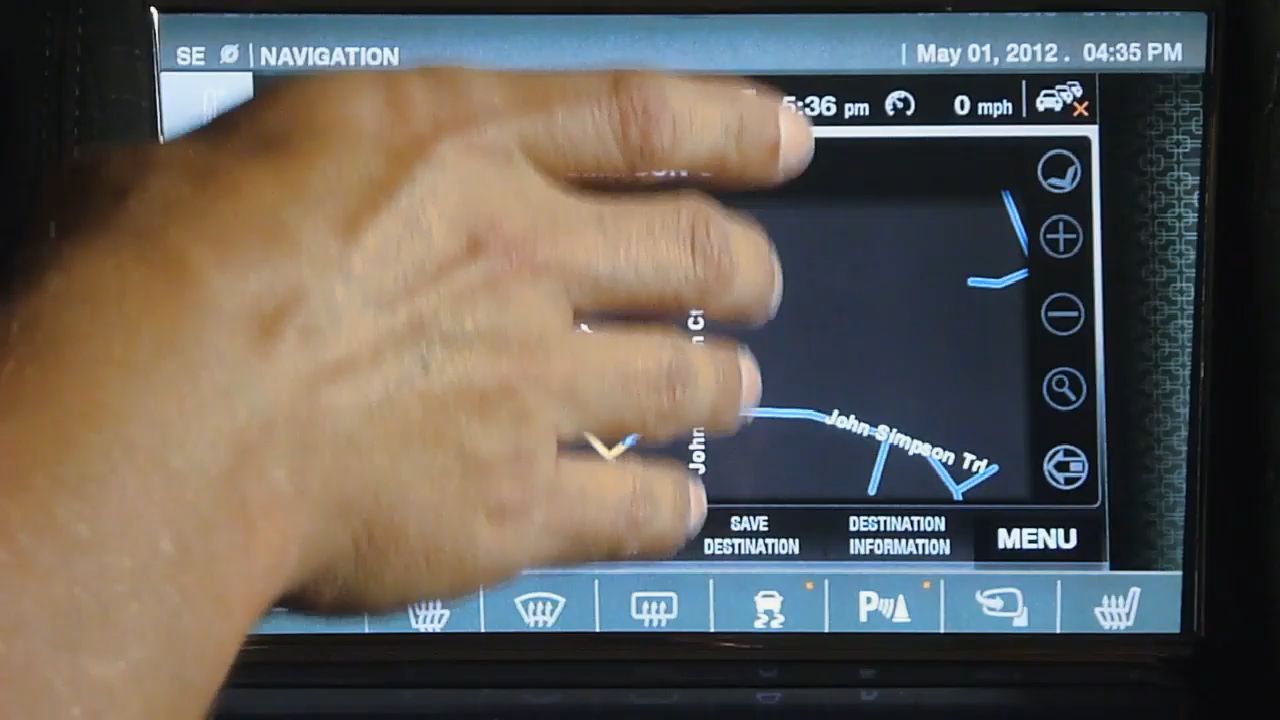 SE | NAVIGATION | May 01, 2012 . 04:35 PM
5:36 pm 0 mph
John
John Simpson Trl
SAVE DESTINATION
DESTINATION INFORMATION
MENU
P